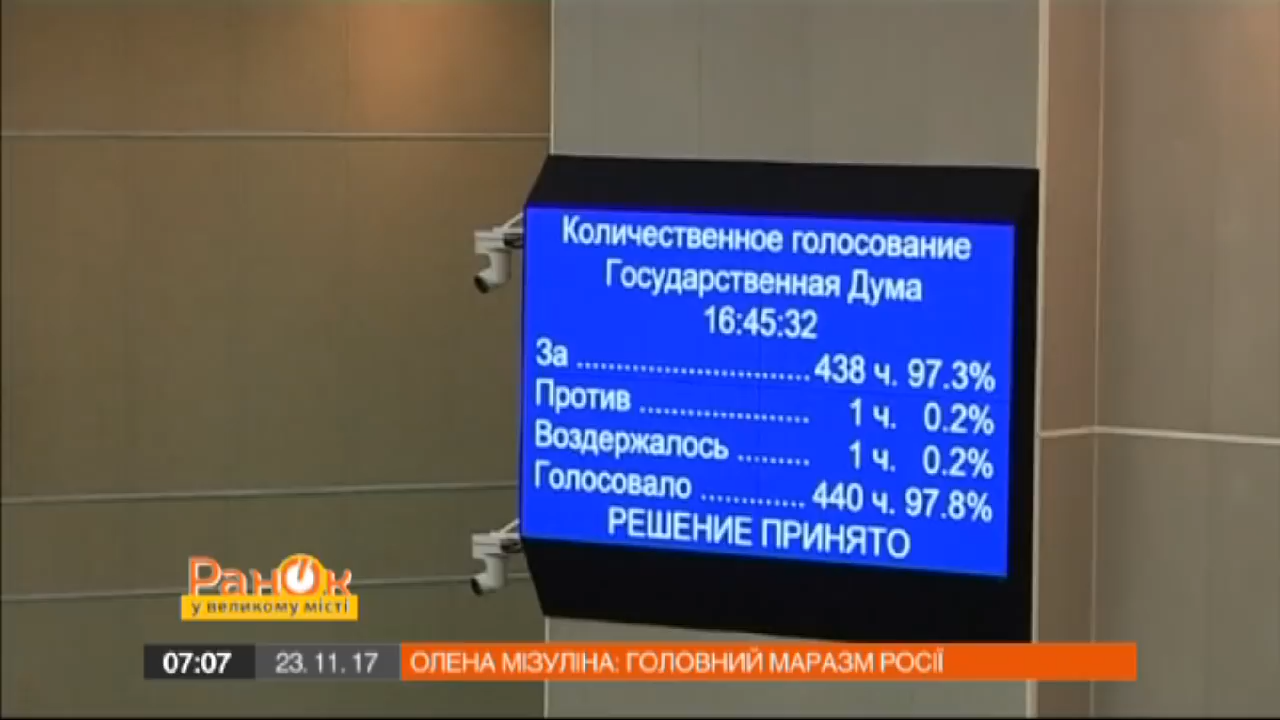 Количественное голосование
Государственная Дума
16:45:32
За ........................... 438 ч. 97.3%
Против .................... 1 ч. 0.2%
Воздержалось ......... 1 ч. 0.2%
Голосовало ............. 440 ч. 97.8%
РЕШЕНИЕ ПРИНЯТО
РанОк
у великому місті
07:07 23.11.17 ОЛЕНА МІЗУЛІНА: ГОЛОВНИЙ МАРАЗМ РОСІЇ